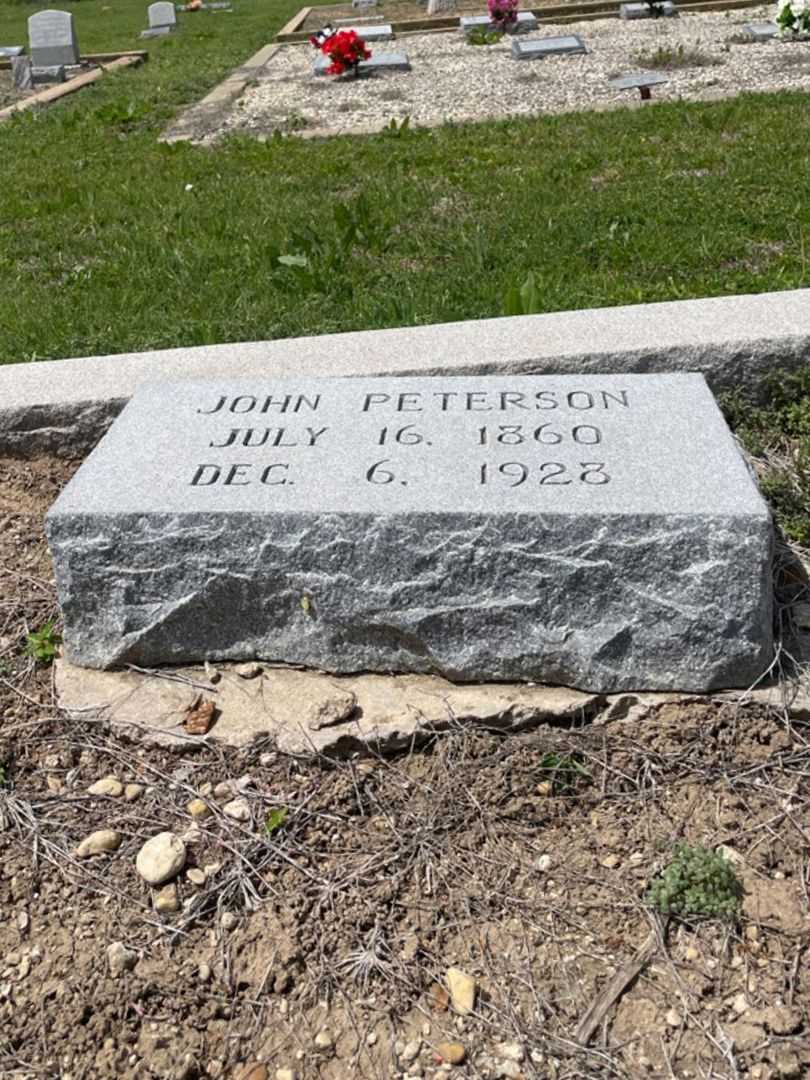 JOHN PETERSON
JULY 16, 1860
DEC. 6, 1928